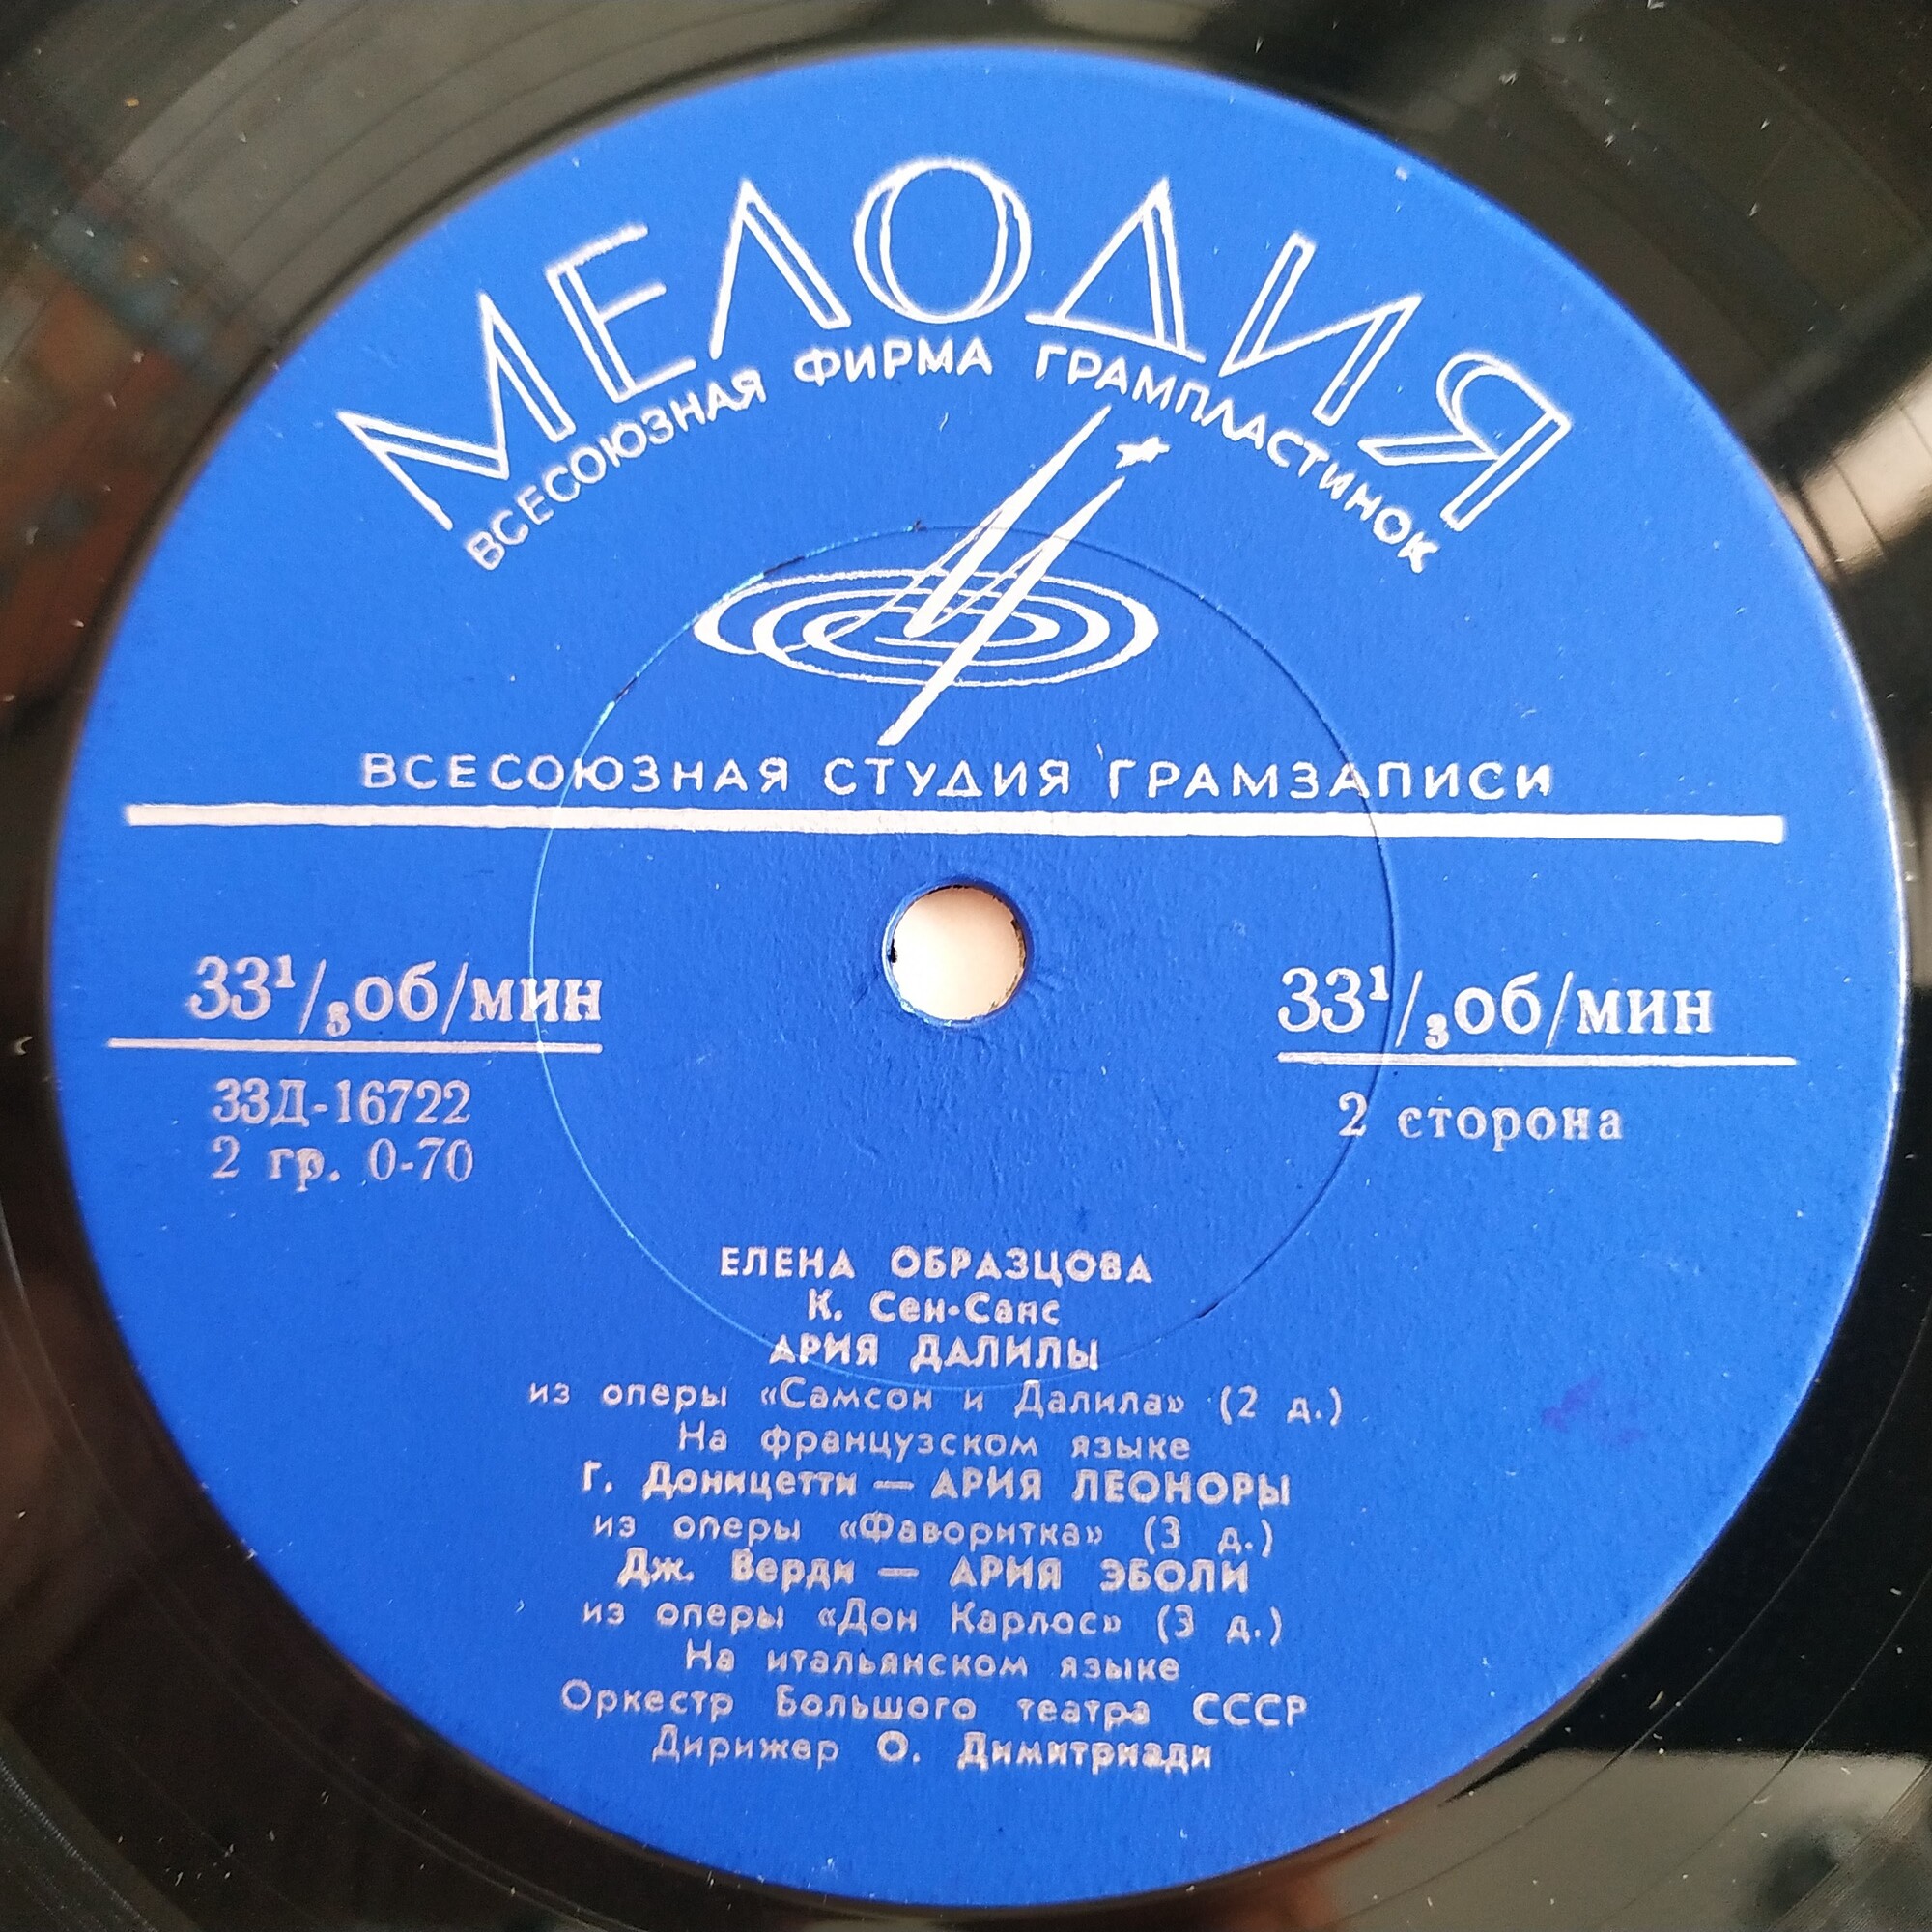 МЕЛОДИЯ
ВСЕСОЮЗНАЯ ФИРМА ГРАМПЛАСТИНОК
ВСЕСОЮЗНАЯ СТУДИЯ ГРАМЗАПИСИ
33¹/₃об/мин
33¹/₃об/мин
33Д-16722
2 сторона
2 гр. 0-70
ЕЛЕНА ОБРАЗЦОВА
К. Сен-Санс
АРИЯ ДАЛИЛЫ
из оперы «Самсон и Далила» (2 д.)
На французском языке
Г. Доницетти — АРИЯ ЛЕОНОРЫ
из оперы «Фаворитка» (3 д.)
Дж. Верди — АРИЯ ЭБОЛИ
из оперы «Дон Карлос» (3 д.)
На итальянском языке
Оркестр Большого театра СССР
Дирижер О. Димитриади